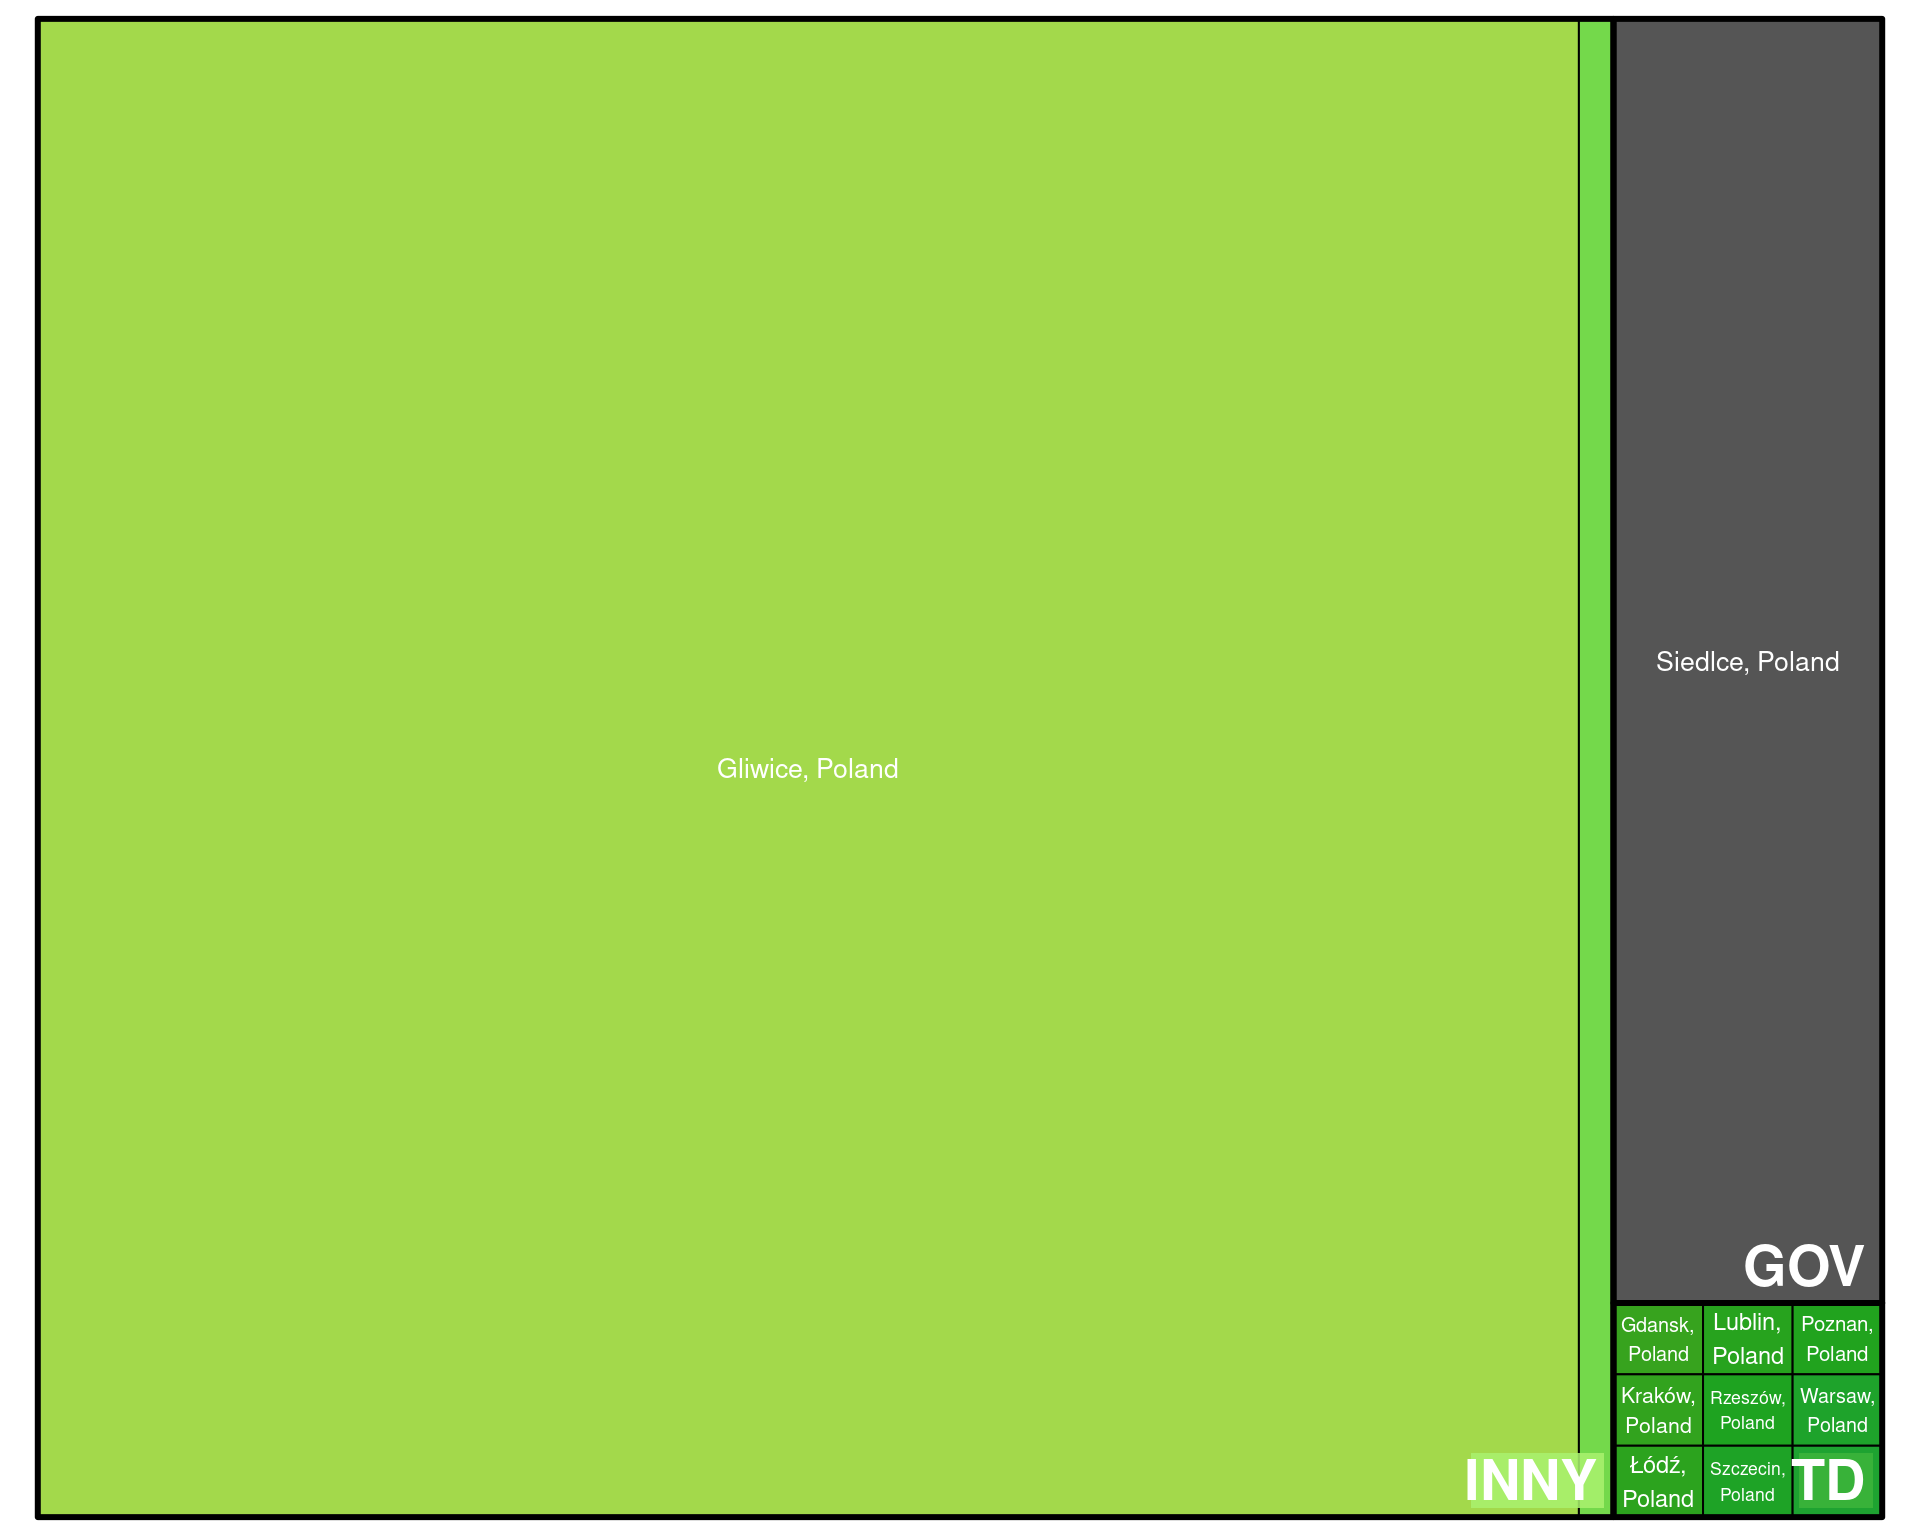 Gliwice, Poland
INNY
Siedlce, Poland
GOV
Gdansk,
Poland
Lublin,
Poland
Poznan,
Poland
Kraków,
Poland
Rzeszów,
Poland
Warsaw,
Poland
Łódź,
Poland
Szczecin,
Poland
TD